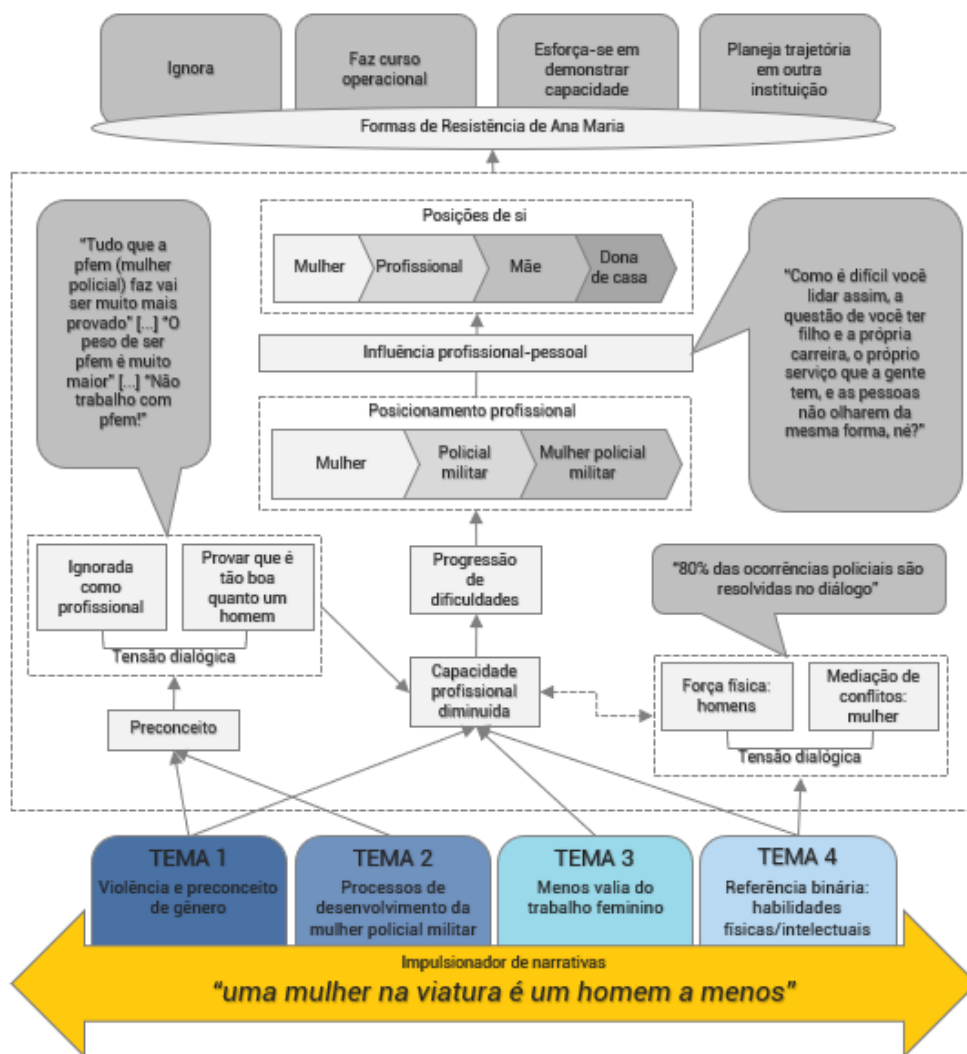 Ignora
Faz curso
operacional
Esforça-se em
demonstrar
capacidade
Planeja trajetória
em outra
instituição
Formas de Resistência de Ana Maria
Posições de si
Mulher
Profissional
Mãe
Dona
de casa
"Tudo que a
pfem (mulher
policial) faz vai
ser muito mais
provado" [...] "O
peso de ser
pfem é muito
maior" [...] "Não
trabalho com
pfem!"
"Como é difícil você
lidar assim, a
questão de você ter
filho e a própria
carreira, o próprio
serviço que a gente
tem, e as pessoas
não olharem da
mesma forma, né?"
Influência profissional-pessoal
Posicionamento profissional
Mulher
Policial
militar
Mulher policial
militar
Ignorada
como
profissional
Provar que é
tão boa
quanto um
homem
Tensão dialógica
Progressão
de
dificuldades
"80% das ocorrências policiais são
resolvidas no diálogo"
Capacidade
profissional
diminuida
Força física:
homens
Mediação de
conflitos:
mulher
Tensão dialógica
Preconceito
TEMA 1
Violência e preconceito
de gênero
TEMA 2
Processos de
desenvolvimento da
mulher policial militar
TEMA 3
Menos valia do
trabalho feminino
TEMA 4
Referência binária:
habilidades
físicas/intelectuais
Impulsionador de narrativas
"uma mulher na viatura é um homem a menos"